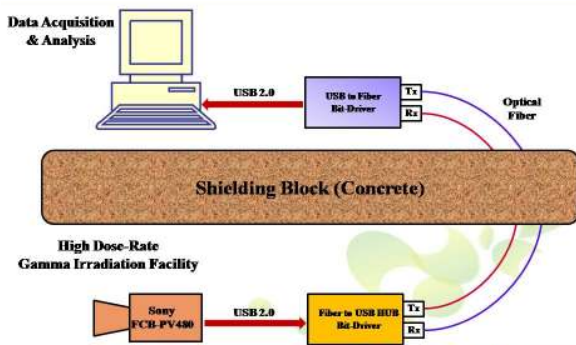 Data Acquisition
& Analysis
USB 2.0
USB to Fiber
Bit-Driver
Tx
Rx
Optical
Fiber
Shielding Block (Concrete)
High Dose-Rate
Gamma Irradiation Facility
Sony
FCB-PV480
USB 2.0
Fiber to USB HUB
Bit-Driver
Tx
Rx